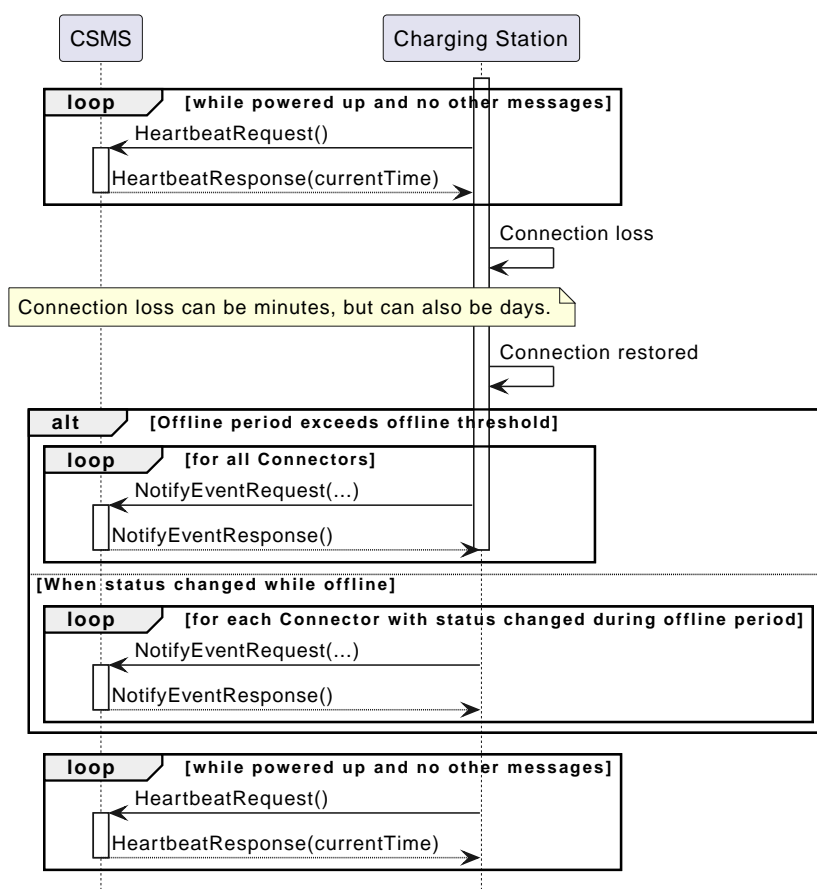 CSMS
Charging Station
loop [while powered up and no other messages]
HeartbeatRequest()
HeartbeatResponse(currentTime)
Connection loss
Connection loss can be minutes, but can also be days.
Connection restored
alt [Offline period exceeds offline threshold]
loop [for all Connectors]
NotifyEventRequest(...)
NotifyEventResponse()
[When status changed while offline]
loop [for each Connector with status changed during offline period]
NotifyEventRequest(...)
NotifyEventResponse()
loop [while powered up and no other messages]
HeartbeatRequest()
HeartbeatResponse(currentTime)